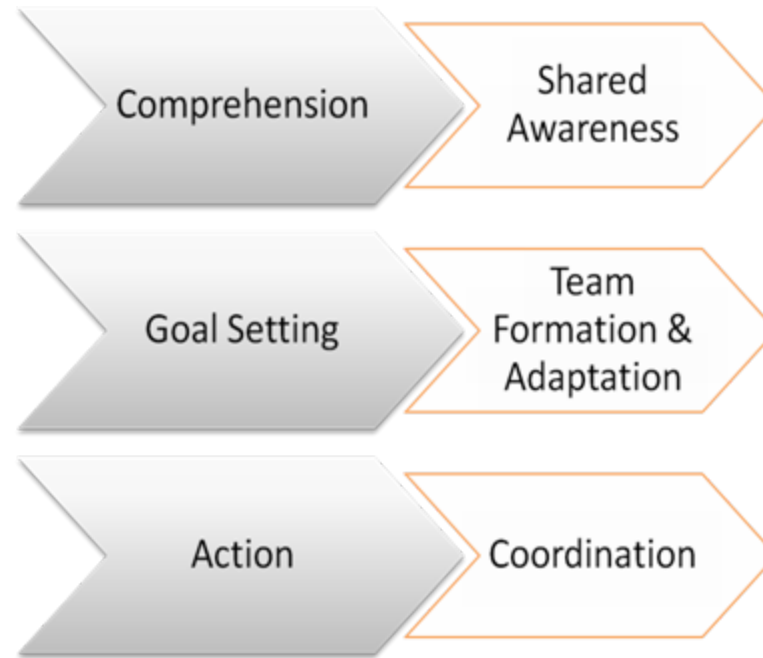 Comprehension
Shared
Awareness
Goal Setting
Team
Formation &
Adaptation
Action
Coordination